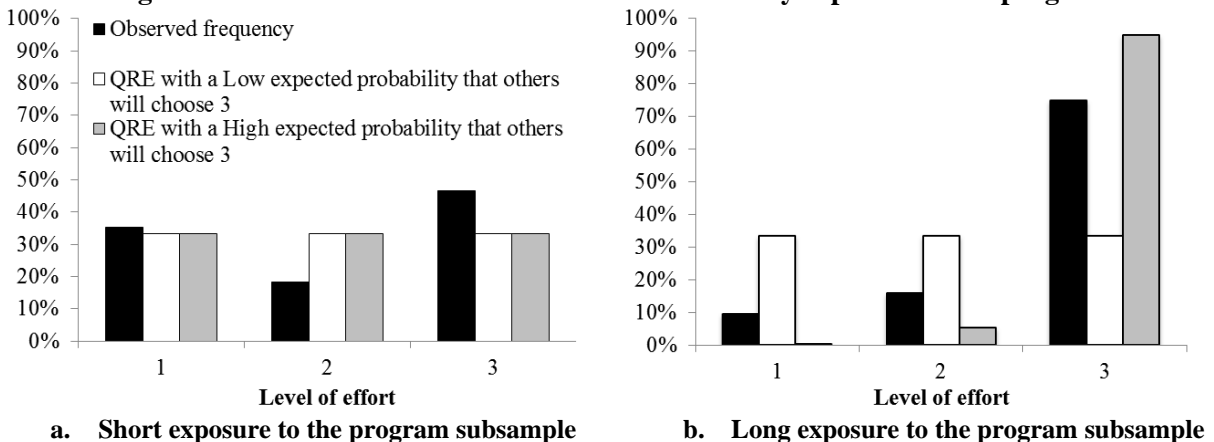 100%
90%
80%
70%
60%
50%
40%
30%
20%
10%
0%
Observed frequency
QRE with a Low expected probability that others
will choose 3
QRE with a High expected probability that others
will choose 3
1 2 3
Level of effort
a. Short exposure to the program subsample
100%
90%
80%
70%
60%
50%
40%
30%
20%
10%
0%
1 2 3
Level of effort
b. Long exposure to the program subsample